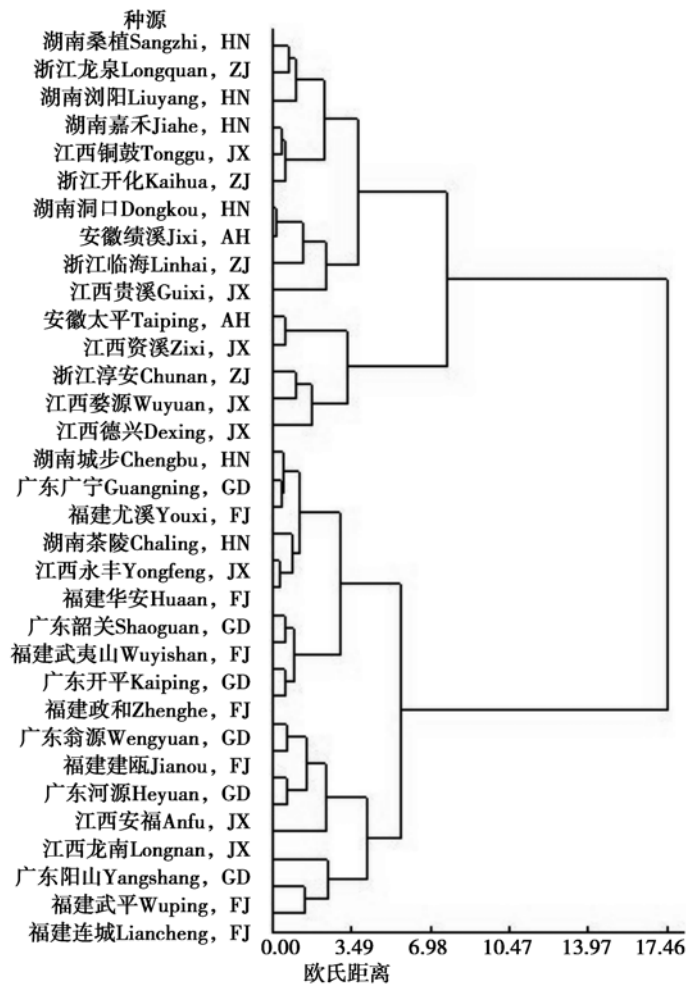 种源
湖南桑植Sangzhi，HN
浙江龙泉Longquan，ZJ
湖南浏阳Liuyang，HN
湖南嘉禾Jiahe，HN
江西铜鼓Tonggu，JX
浙江开化Kaihua，ZJ
湖南洞口Dongkou，HN
安徽绩溪Jixi，AH
浙江临海Linhai，ZJ
江西贵溪Guixi，JX
安徽太平Taiping，AH
江西资溪Zixi，JX
浙江淳安Chunan，ZJ
江西婺源Wuyuan，JX
江西德兴Dexing，JX
湖南城步Chengbu，HN
广东广宁Guangning，GD
福建尤溪Youxi，FJ
湖南茶陵Chaling，HN
江西永丰Yongfeng，JX
福建华安Huaan，FJ
广东韶关Shaoguan，GD
福建武夷山Wuyishan，FJ
广东开平Kaiping，GD
福建政和Zhenghe，FJ
广东翁源Wengyuan，GD
福建建瓯Jianou，FJ
广东河源Heyuan，GD
江西安福Anfu，JX
江西龙南Longnan，JX
广东阳山Yangshang，GD
福建武平Wuping，FJ
福建连城Liancheng，FJ
0.00 3.49 6.98 10.47 13.97 17.46
欧氏距离